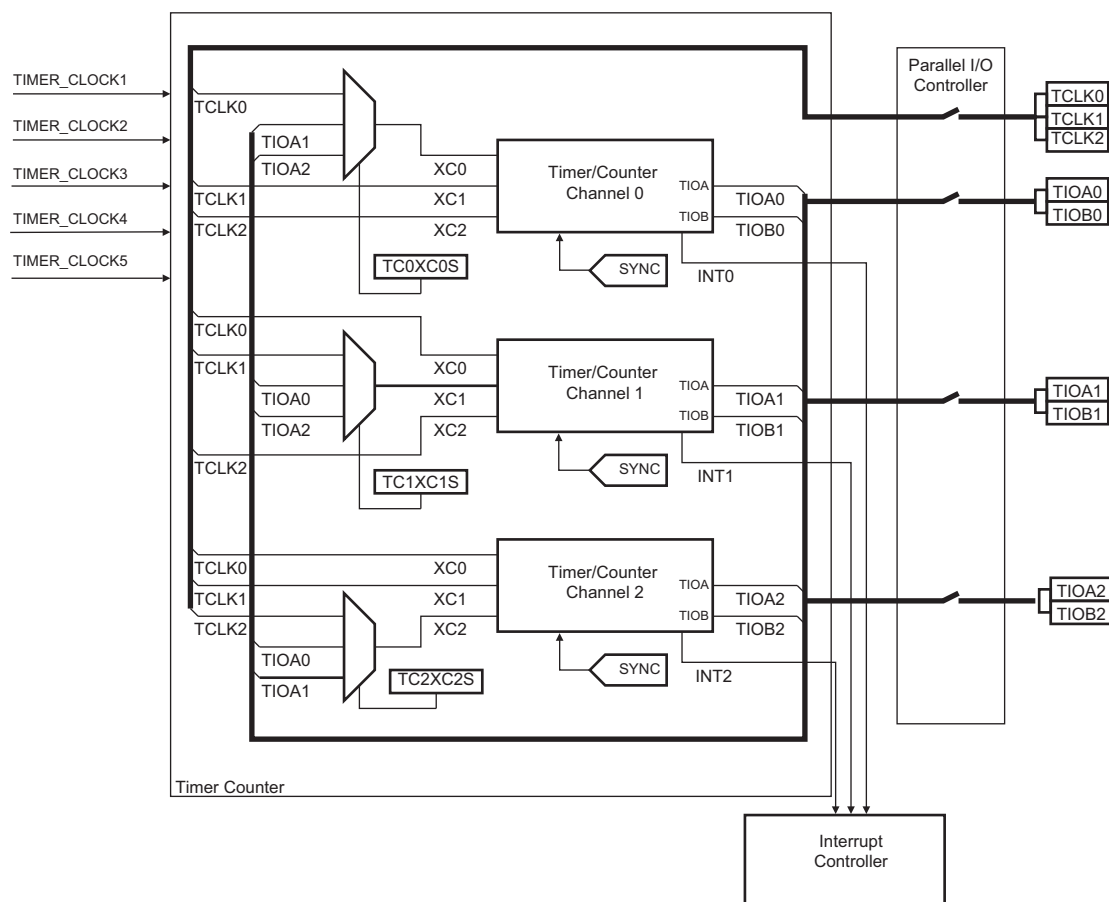 TIMER_CLOCK1
TIMER_CLOCK2
TIMER_CLOCK3
TIMER_CLOCK4
TIMER_CLOCK5
TCLK0
TIOA1
TIOA2
TCLK1
TCLK2
XC0
XC1
XC2
TC0XC0S
Timer/Counter
Channel 0
TIOA
TIOB
TIOA0
TIOB0
SYNC
INT0
TCLK0
TCLK1
TIOA0
TIOA2
TCLK2
XC0
XC1
XC2
TC1XC1S
Timer/Counter
Channel 1
TIOA
TIOB
TIOA1
TIOB1
SYNC
INT1
TCLK0
TCLK1
TCLK2
TIOA0
TIOA1
XC0
XC1
XC2
TC2XC2S
Timer/Counter
Channel 2
TIOA
TIOB
TIOA2
TIOB2
SYNC
INT2
Timer Counter
Parallel I/O
Controller
TCLK0
TCLK1
TCLK2
TIOA0
TIOB0
TIOA1
TIOB1
TIOA2
TIOB2
Interrupt
Controller